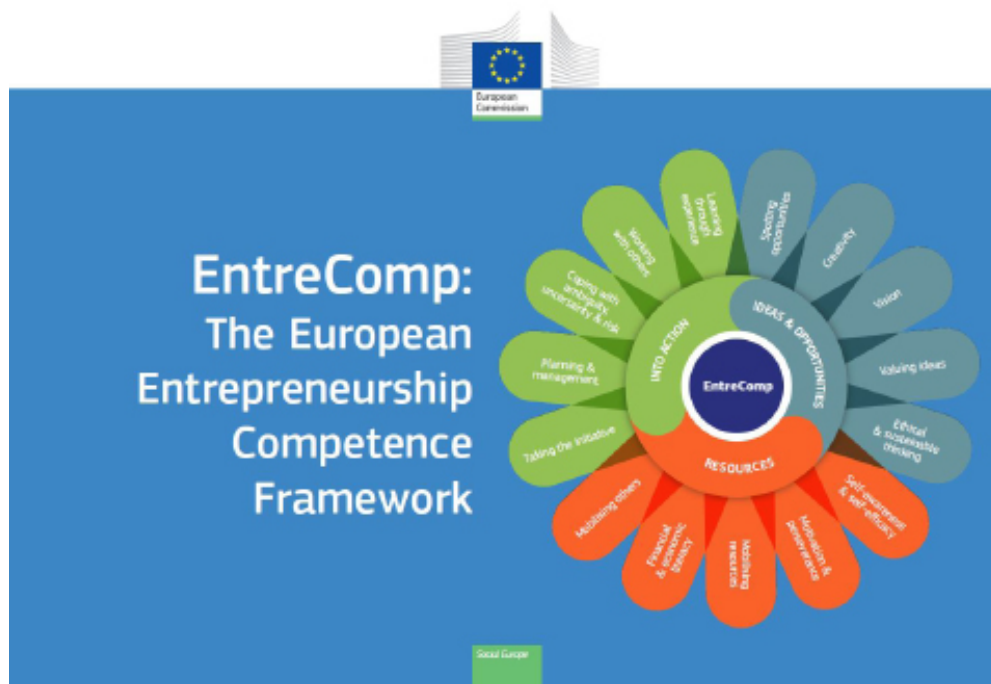 European
Commission
EntreComp:
The European
Entrepreneurship
Competence
Framework
Spotting
opportunities
Creativity
Vision
Valuing ideas
Ethical
& sustainable
thinking
Self-awareness
& self-efficacy
Motivation &
perseverance
Mobilising
resources
Financial
& economic
literacy
Mobilising others
Taking the initiative
Planning &
management
Coping with
ambiguity,
uncertainty & risk
Working
with others
Learning
through
experience
IDEAS & OPPORTUNITIES
RESOURCES
INTO ACTION
EntreComp
Social Europe